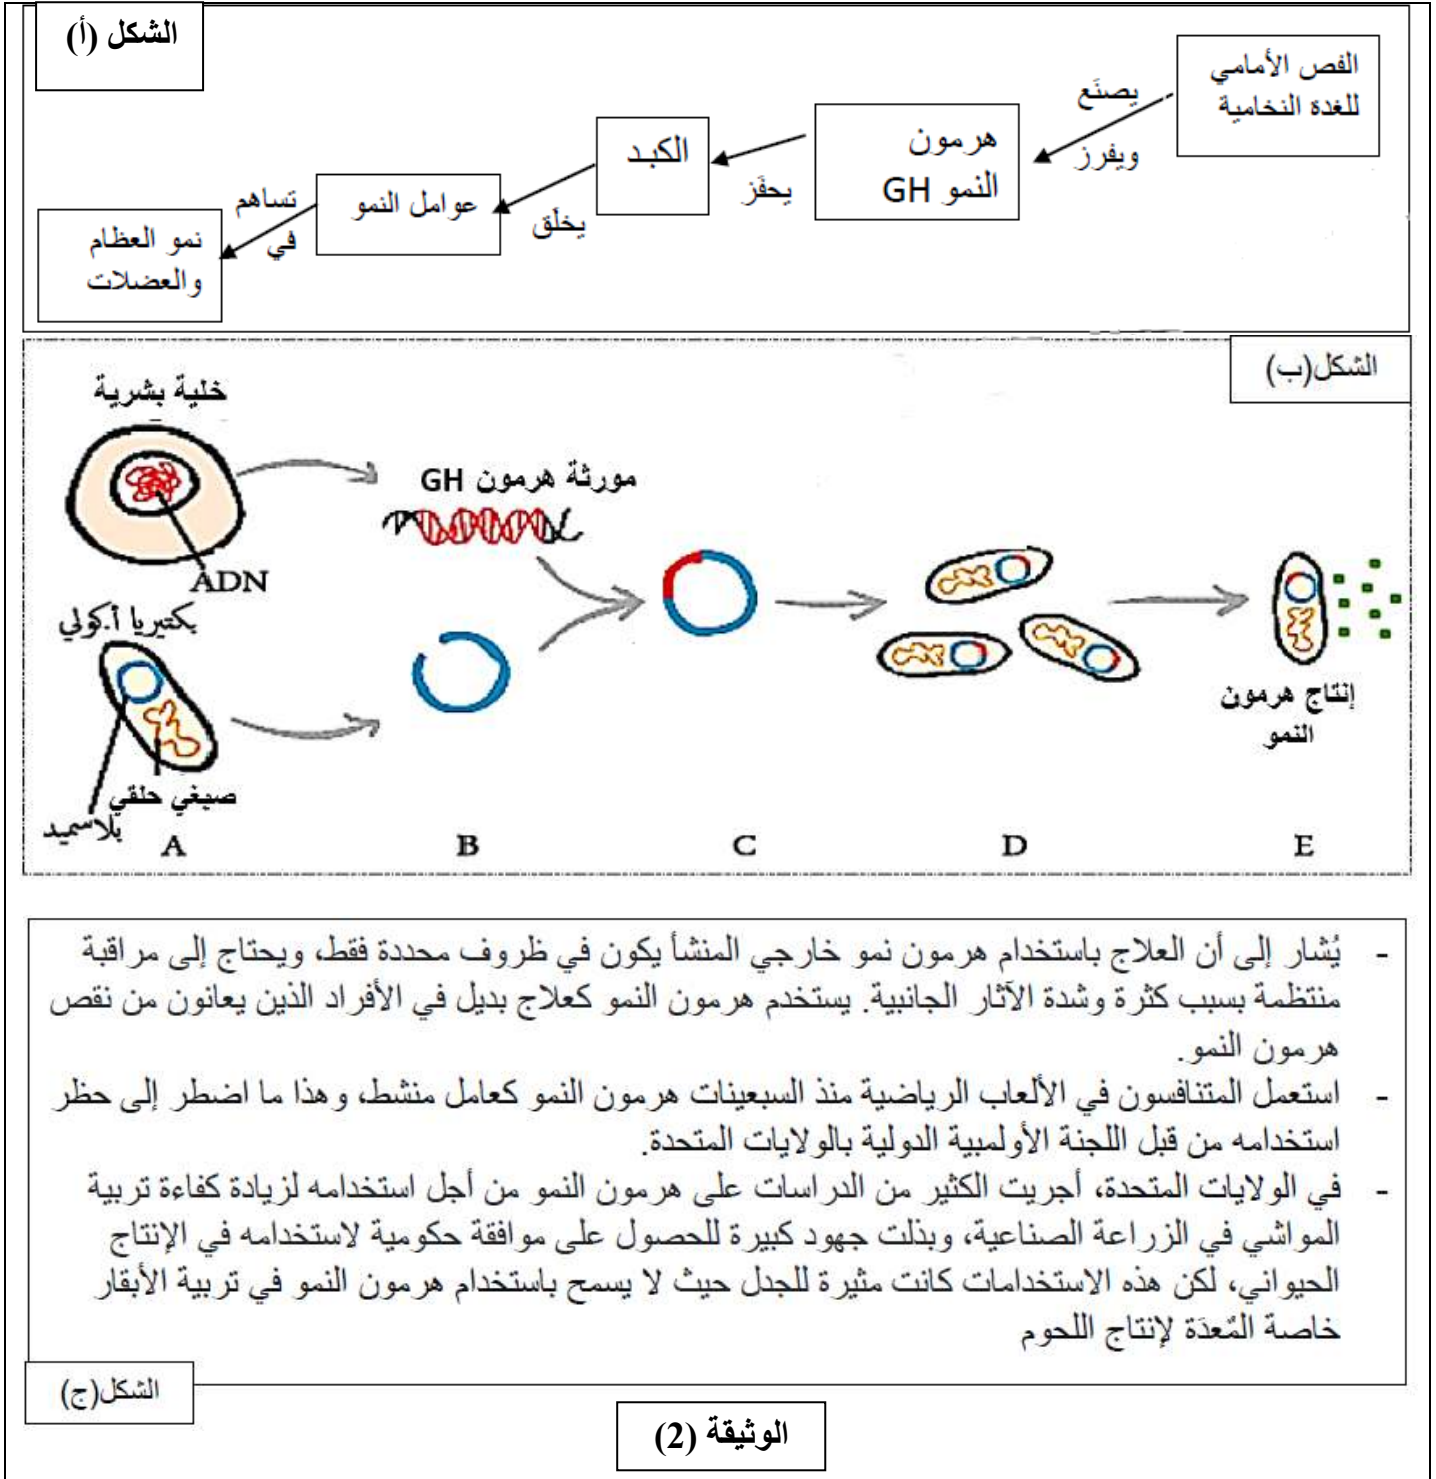 الشكل (أ)
الفص الأمامي
للغدة النخامية
يصنَع
ويفرز
هرمون
النمو GH
يحفَز
الكبد
يخلَق
عوامل النمو
تساهم
في
نمو العظام
والعضلات
الشكل(ب)
خلية بشرية
ADN
مورثة هرمون GH
بكتيريا أ.كولي
صبغي حلقي
بلاسميد
إنتاج هرمون
النمو
A B C D E
- يُشار إلى أن العلاج باستخدام هرمون نمو خارجي المنشأ يكون في ظروف محددة فقط، ويحتاج إلى مراقبة
منتظمة بسبب كثرة وشدة الآثار الجانبية. يستخدم هرمون النمو كعلاج بديل في الأفراد الذين يعانون من نقص
هرمون النمو.
- استعمل المتنافسون في الألعاب الرياضية منذ السبعينات هرمون النمو كعامل منشط، وهذا ما اضطر إلى حظر
استخدامه من قبل اللجنة الأولمبية الدولية بالولايات المتحدة.
- في الولايات المتحدة، أجريت الكثير من الدراسات على هرمون النمو من أجل استخدامه لزيادة كفاءة تربية
المواشي في الزراعة الصناعية، وبذلت جهود كبيرة للحصول على موافقة حكومية لاستخدامه في الإنتاج
الحيواني، لكن هذه الاستخدامات كانت مثيرة للجدل حيث لا يسمح باستخدام هرمون النمو في تربية الأبقار
خاصة المٌعدَة لإنتاج اللحوم
الشكل(ج)
الوثيقة (2)